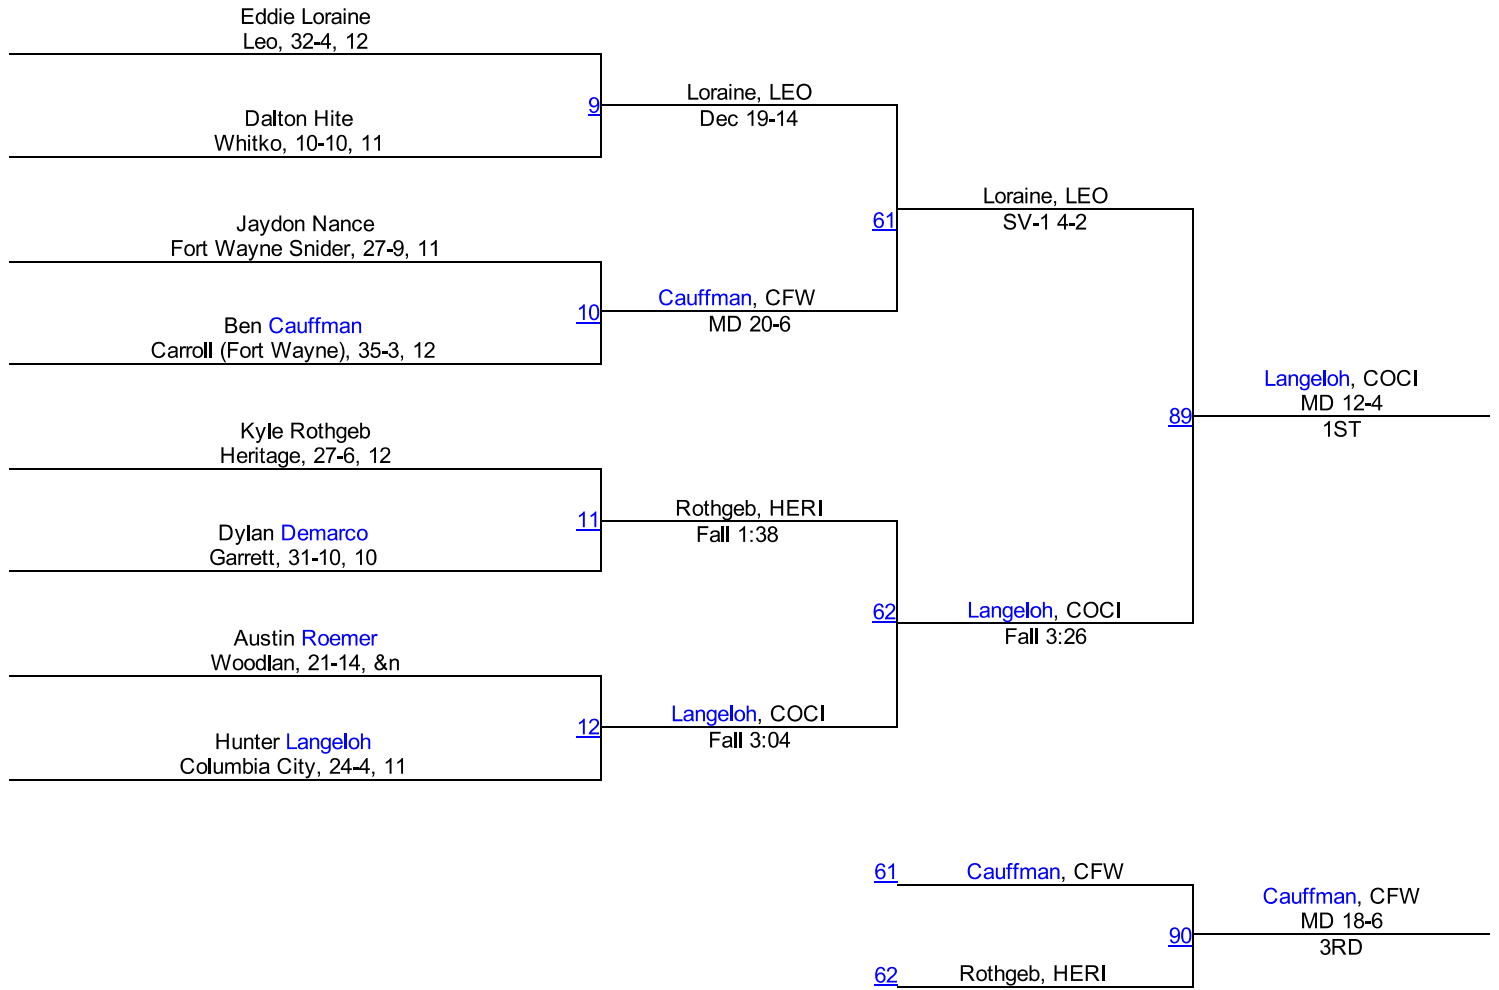 Eddie Loraine
Leo, 32-4, 12
9
Loraine, LEO
Dec 19-14
Dalton Hite
Whitko, 10-10, 11
61
Loraine, LEO
SV-1 4-2
Jaydon Nance
Fort Wayne Snider, 27-9, 11
10
Cauffman, CFW
MD 20-6
Ben Cauffman
Carroll (Fort Wayne), 35-3, 12
89
Langeloh, COCI
MD 12-4
1ST
Kyle Rothgeb
Heritage, 27-6, 12
11
Rothgeb, HERI
Fall 1:38
Dylan Demarco
Garrett, 31-10, 10
62
Langeloh, COCI
Fall 3:26
Austin Roemer
Woodlan, 21-14, &n
12
Langeloh, COCI
Fall 3:04
Hunter Langeloh
Columbia City, 24-4, 11
61
Cauffman, CFW
90
Cauffman, CFW
MD 18-6
3RD
62
Rothgeb, HERI